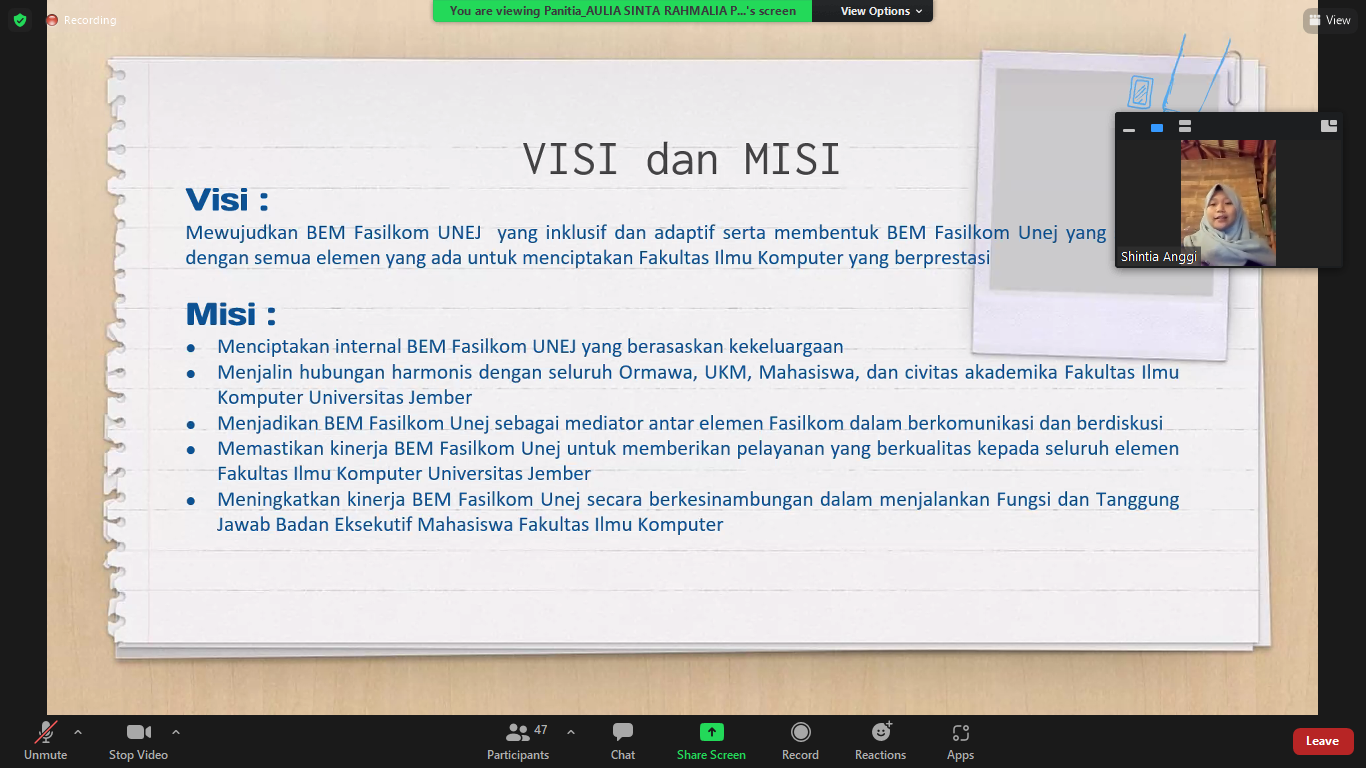 Recording
You are viewing Panitia_AULIA SINTA RAHMALIA P...'s screen
View Options
View
VISI dan MISI
Visi :
Mewujudkan BEM Fasilkom UNEJ yang inklusif dan adaptif serta membentuk BEM Fasilkom Unej yang
dengan semua elemen yang ada untuk menciptakan Fakultas Ilmu Komputer yang berprestasi
Shintia Anggi
Misi :
● Menciptakan internal BEM Fasilkom UNEJ yang berasaskan kekeluargaan
● Menjalin hubungan harmonis dengan seluruh Ormawa, UKM, Mahasiswa, dan civitas akademika Fakultas Ilmu
Komputer Universitas Jember
● Menjadikan BEM Fasilkom Unej sebagai mediator antar elemen Fasilkom dalam berkomunikasi dan berdiskusi
● Memastikan kinerja BEM Fasilkom Unej untuk memberikan pelayanan yang berkualitas kepada seluruh elemen
Fakultas Ilmu Komputer Universitas Jember
● Meningkatkan kinerja BEM Fasilkom Unej secara berkesinambungan dalam menjalankan Fungsi dan Tanggung
Jawab Badan Eksekutif Mahasiswa Fakultas Ilmu Komputer
Unmute
Stop Video
47
Participants
Chat
Share Screen
Record
Reactions
Apps
Leave